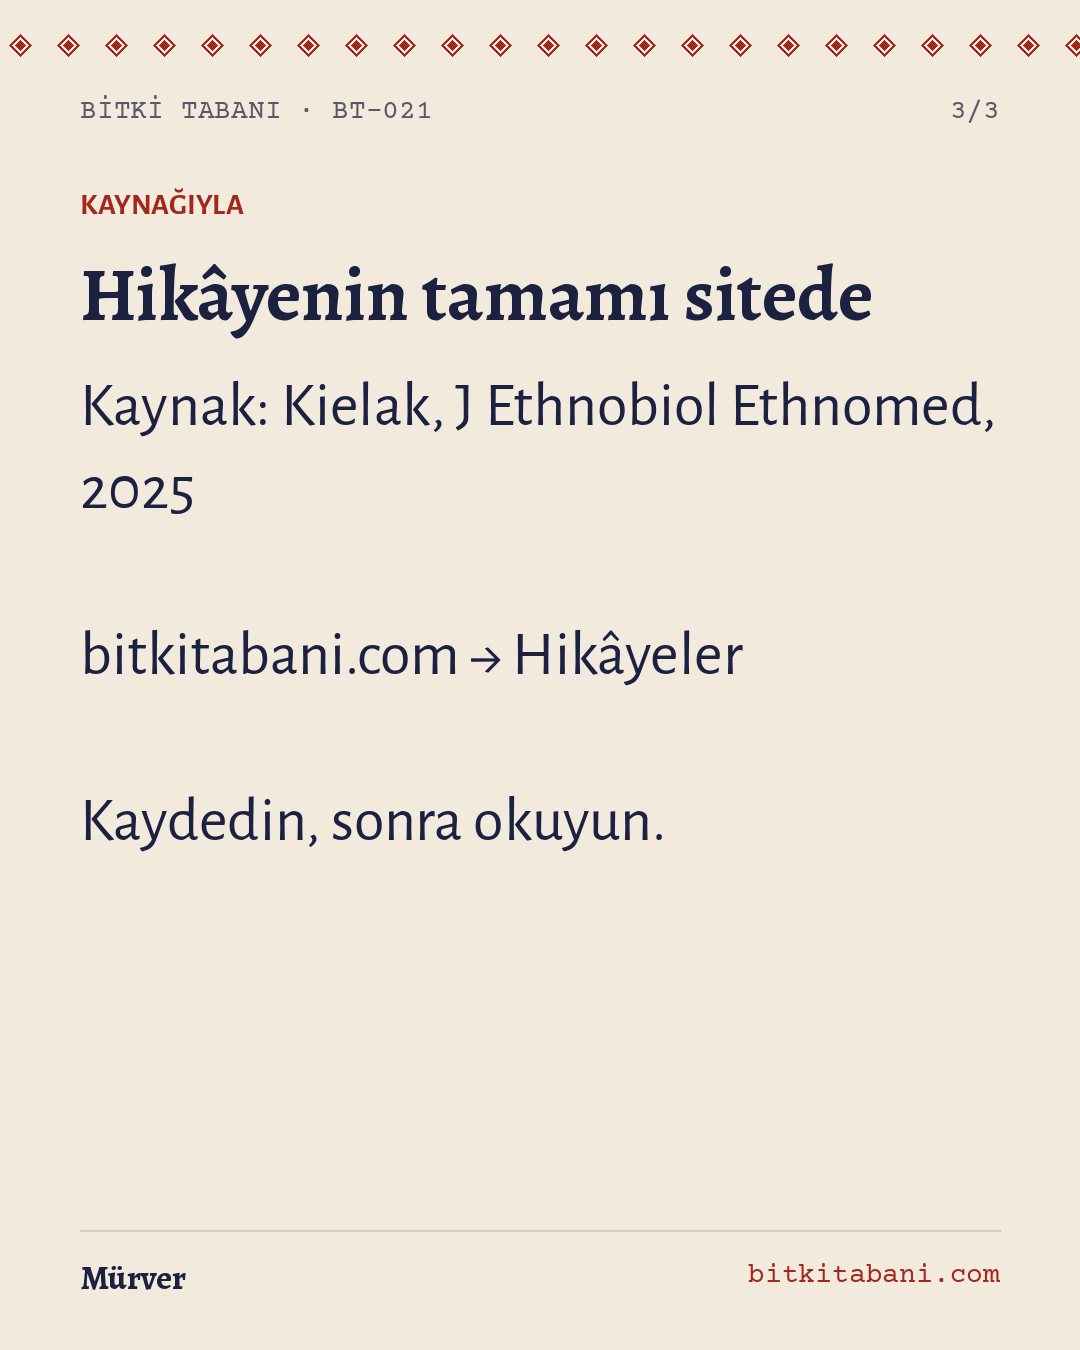 BİTKİ TABANI · BT-021
3/3
KAYNAĞIYLA
Hikâyenin tamamı sitede
Kaynak: Kielak, J Ethnobiol Ethnomed,
2025
bitkitabani.com → Hikâyeler
Kaydedin, sonra okuyun.
Mürver
bitkitabani.com